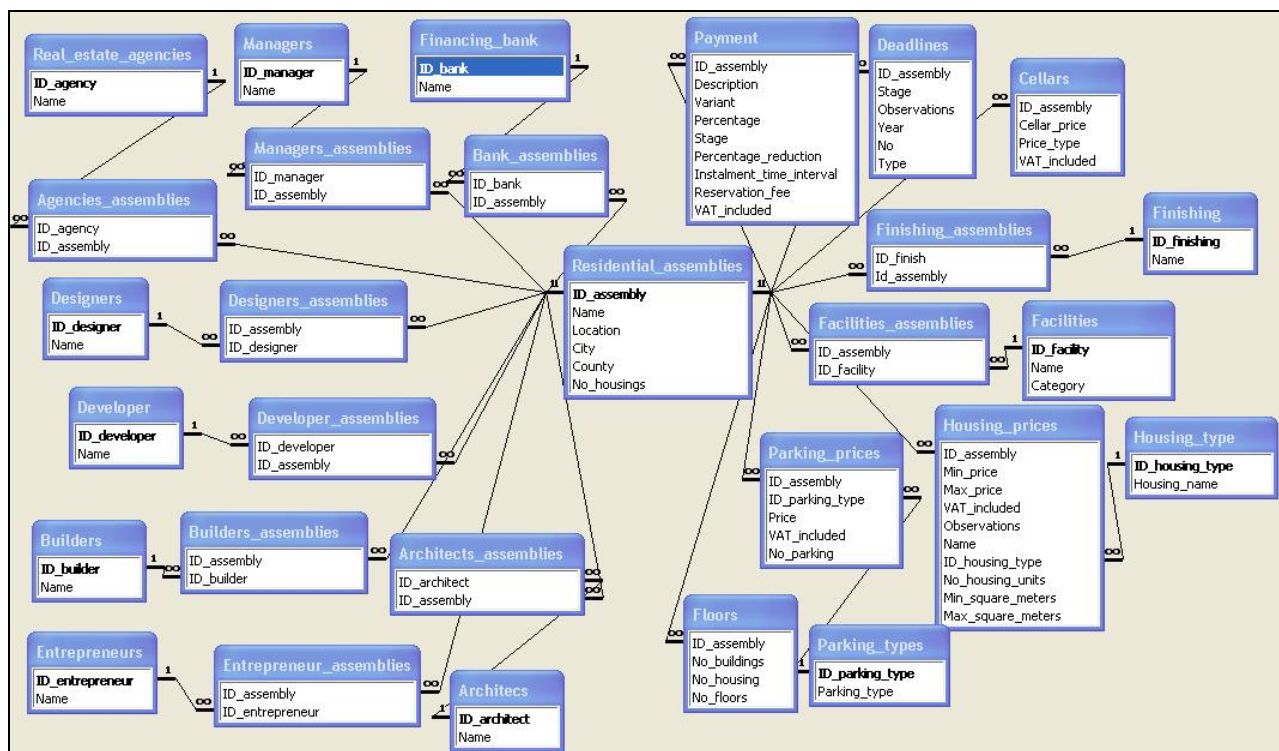 Real_estate_agencies
ID_agency
Name
Managers
ID_manager
Name
Financing_bank
ID_bank
Name
Managers_assemblies
ID_manager
ID_assembly
Bank_assemblies
ID_bank
ID_assembly
Agencies_assemblies
ID_agency
ID_assembly
Designers
ID_designer
Name
Designers_assemblies
ID_assembly
ID_designer
Developer
ID_developer
Name
Developer_assemblies
ID_developer
ID_assembly
Builders
ID_builder
Name
Builders_assemblies
ID_assembly
ID_builder
Architects_assemblies
ID_architect
ID_assembly
Entrepreneurs
ID_entrepreneur
Name
Entrepreneur_assemblies
ID_assembly
ID_entrepreneur
Architecs
ID_architect
Name
Residential_assemblies
ID_assembly
Name
Location
City
County
No_housings
Payment
ID_assembly
Description
Variant
Percentage
Stage
Percentage_reduction
Instalment_time_interval
Reservation_fee
VAT_included
Deadlines
ID_assembly
Stage
Observations
Year
No
Type
Cellars
ID_assembly
Cellar_price
Price_type
VAT_included
Finishing_assemblies
ID_finish
Id_assembly
Finishing
ID_finishing
Name
Facilities_assemblies
ID_assembly
ID_facility
Facilities
ID_facility
Name
Category
Parking_prices
ID_assembly
ID_parking_type
Price
VAT_included
No_parking
Housing_prices
ID_assembly
Min_price
Max_price
VAT_included
Observations
Name
ID_housing_type
No_housing_units
Min_square_meters
Max_square_meters
Housing_type
ID_housing_type
Housing_name
Floors
ID_assembly
No_buildings
No_housing
No_floors
Parking_types
ID_parking_type
Parking_type